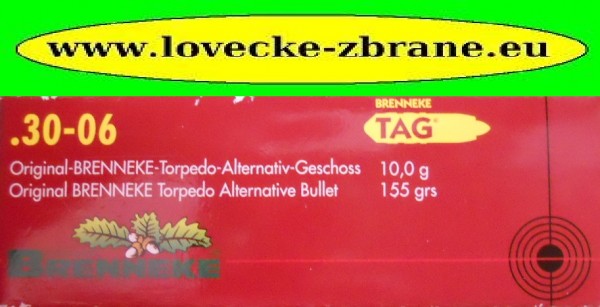 www.lovecke-zbrane.eu
BRENNEKE
.30-06
TAG®
Original-BRENNEKE-Torpedo-Alternativ-Geschoss 10,0 g
Original BRENNEKE Torpedo Alternative Bullet 155 grs
BRENNEKE